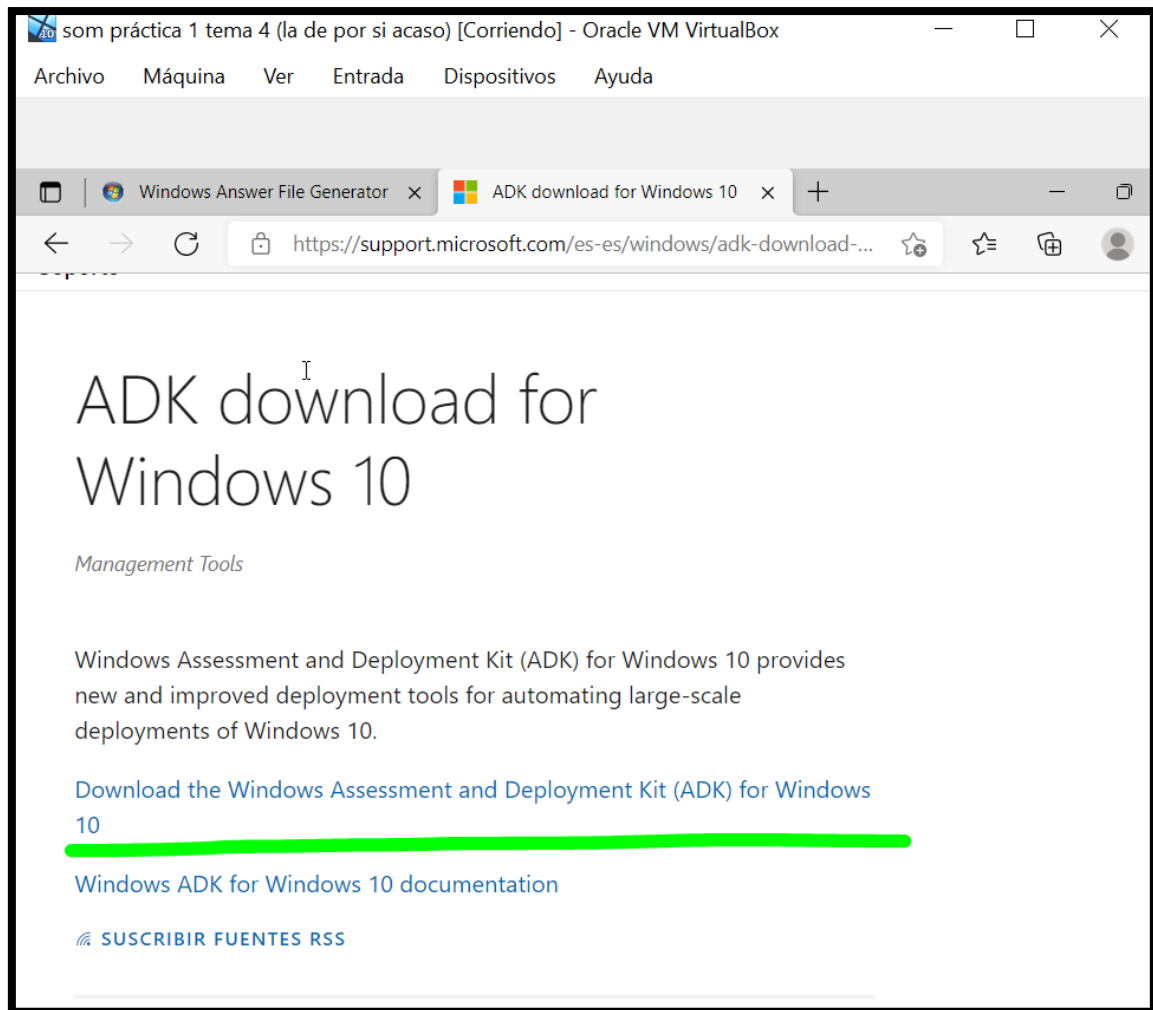 som práctica 1 tema 4 (la de por si acaso) [Corriendo] - Oracle VM VirtualBox
Archivo Máquina Ver Entrada Dispositivos Ayuda
Windows Answer File Generator ADK download for Windows 10
https://support.microsoft.com/es-es/windows/adk-download-...
ADK download for
Windows 10
Management Tools
Windows Assessment and Deployment Kit (ADK) for Windows 10 provides
new and improved deployment tools for automating large-scale
deployments of Windows 10.
Download the Windows Assessment and Deployment Kit (ADK) for Windows
10
Windows ADK for Windows 10 documentation
SUSCRIBIR FUENTES RSS